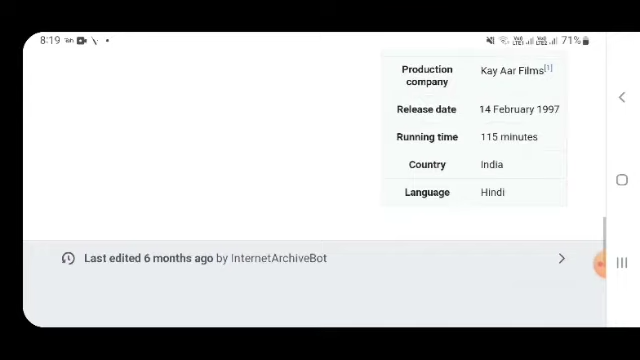 8:19
71%
Production company
Kay Aar Films[1]
Release date
14 February 1997
Running time
115 minutes
Country
India
Language
Hindi
Last edited 6 months ago by InternetArchiveBot